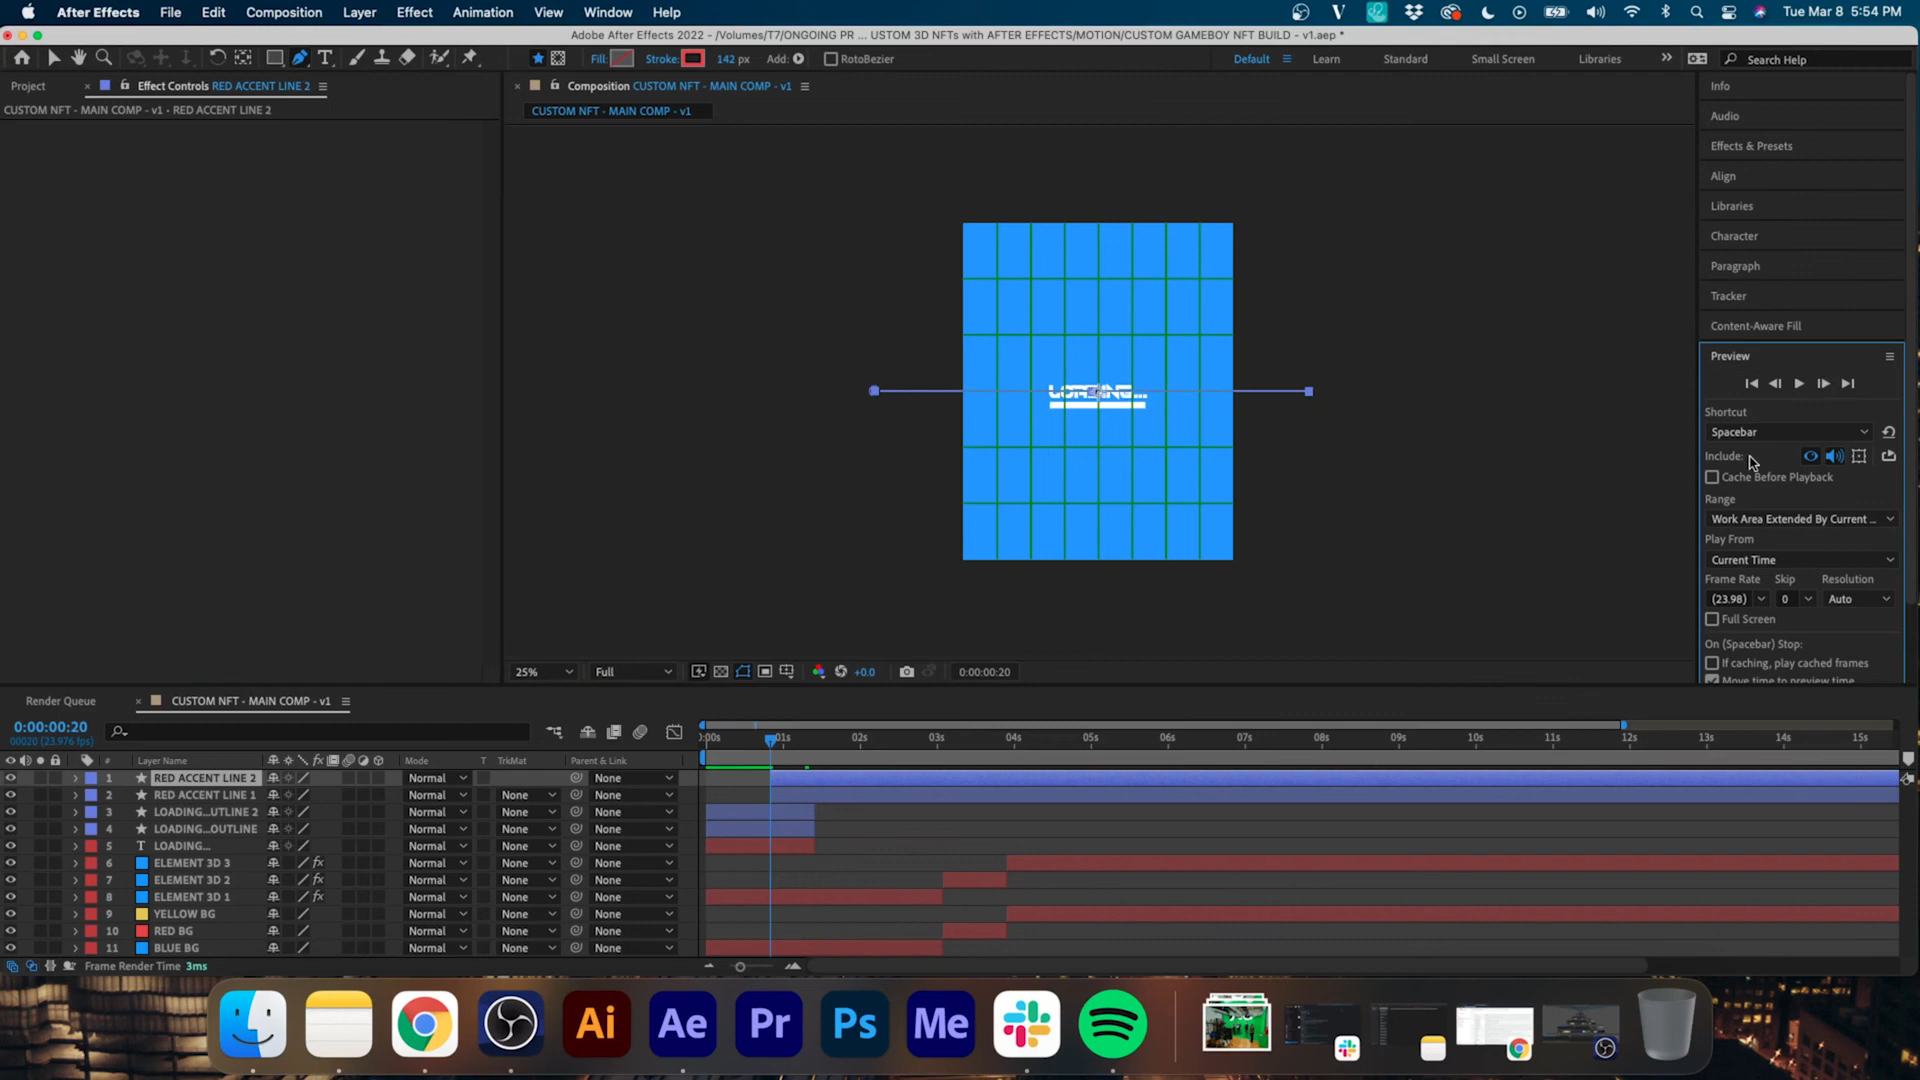 After Effects File Edit Composition Layer Effect Animation View Window Help Tue Mar 8 5:54 PM
Adobe After Effects 2022 - /Volumes/T7/ONGOING PR ... USTOM 3D NFTs with AFTER EFFECTS/MOTION/CUSTOM GAMEBOY NFT BUILD - v1.aep *
Fill: Stroke: 142 px Add: RotoBezier Default Learn Standard Small Screen Libraries Search Help
Project Effect Controls RED ACCENT LINE 2
CUSTOM NFT - MAIN COMP - v1 • RED ACCENT LINE 2
Composition CUSTOM NFT - MAIN COMP - v1
CUSTOM NFT - MAIN COMP - v1
LOADING...
25% Full +0.0 0:00:00:20
Info
Audio
Effects & Presets
Align
Libraries
Character
Paragraph
Tracker
Content-Aware Fill
Preview
Shortcut
Spacebar
Include:
Cache Before Playback
Range
Work Area Extended By Current ...
Play From
Current Time
Frame Rate Skip Resolution
(23.98) 0 Auto
Full Screen
On (Spacebar) Stop:
If caching, play cached frames
Move time to preview time
Render Queue CUSTOM NFT - MAIN COMP - v1
0:00:00:20
00020 (23.976 fps)
:00s 01s 02s 03s 04s 05s 06s 07s 08s 09s 10s 11s 12s 13s 14s 15s
# Layer Name Mode T TrkMat Parent & Link
1 RED ACCENT LINE 2 Normal None
2 RED ACCENT LINE 1 Normal None None
3 LOADING...UTLINE 2 Normal None None
4 LOADING...OUTLINE Normal None None
5 T LOADING... Normal None None
6 ELEMENT 3D 3 fx Normal None None
7 ELEMENT 3D 2 Normal None None
8 ELEMENT 3D 1 fx Normal None None
9 YELLOW BG Normal None None
10 RED BG Normal None None
11 BLUE BG Normal None None
Frame Render Time 3ms
Ai Ae Pr Ps Me